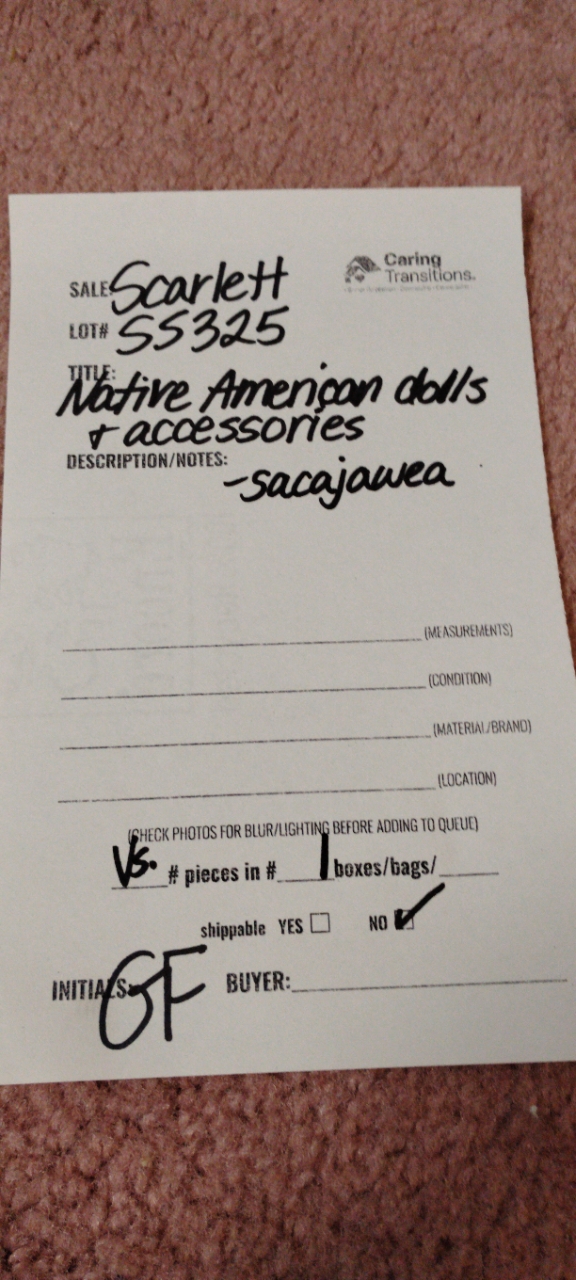 Caring
Transitions.
SALE: Scarlett
LOT# SS325
TITLE:
Native American dolls
+ accessories
DESCRIPTION/NOTES:
-sacajawea
(MEASUREMENTS)
(CONDITION)
(MATERIAL/BRAND)
(LOCATION)
(CHECK PHOTOS FOR BLUR/LIGHTING BEFORE ADDING TO QUEUE)
Vs. # pieces in # 1 boxes/bags/
shippable YES NO
INITIALS: GF BUYER: